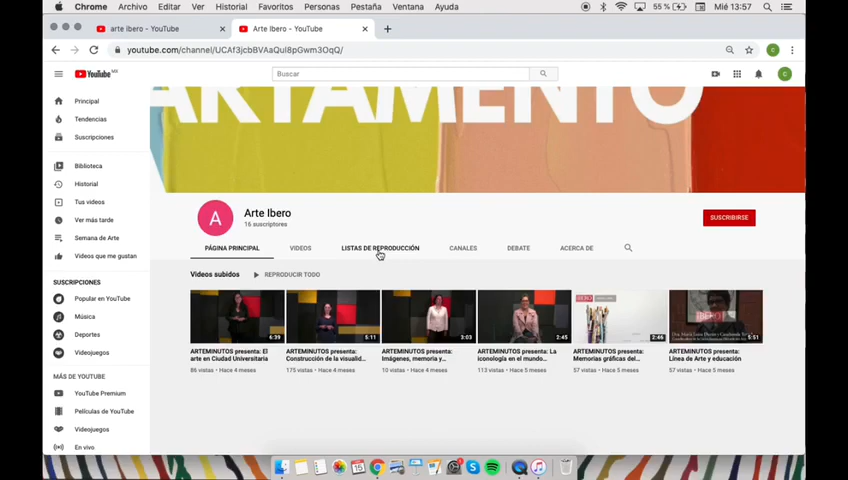 Chrome Archivo Editar Ver Historial Favoritos Personas Pestaña Ventana Ayuda 55 % Mié 13:57
arte ibero - YouTube
Arte Ibero - YouTube
youtube.com/channel/UCAf3jcbBVAaQul8pGwm3OqQ/
YouTube MX
Buscar
C
ARTAMENTO
Principal
Tendencias
Suscripciones
Biblioteca
Historial
Tus videos
Ver más tarde
Semana de Arte
Videos que me gustan
SUSCRIPCIONES
Popular en YouTube
Música
Deportes
Videojuegos
MÁS DE YOUTUBE
YouTube Premium
Películas de YouTube
Videojuegos
En vivo
A
Arte Ibero
16 suscriptores
SUSCRIBIRSE
PÁGINA PRINCIPAL VIDEOS LISTAS DE REPRODUCCIÓN CANALES DEBATE ACERCA DE
Videos subidos REPRODUCIR TODO
6:39
ARTEMINUTOS presenta: El
arte en Ciudad Universitaria
86 vistas • Hace 4 meses
5:11
ARTEMINUTOS presenta:
Construcción de la visualid...
175 vistas • Hace 4 meses
3:03
ARTEMINUTOS presenta:
Imágenes, memoria y...
10 vistas • Hace 4 meses
2:45
ARTEMINUTOS presenta: La
iconología en el mundo...
113 vistas • Hace 5 meses
2:46
ARTEMINUTOS presenta:
Memorias gráficas del...
57 vistas • Hace 5 meses
5:51
ARTEMINUTOS presenta:
Línea de Arte y educación
57 vistas • Hace 5 meses